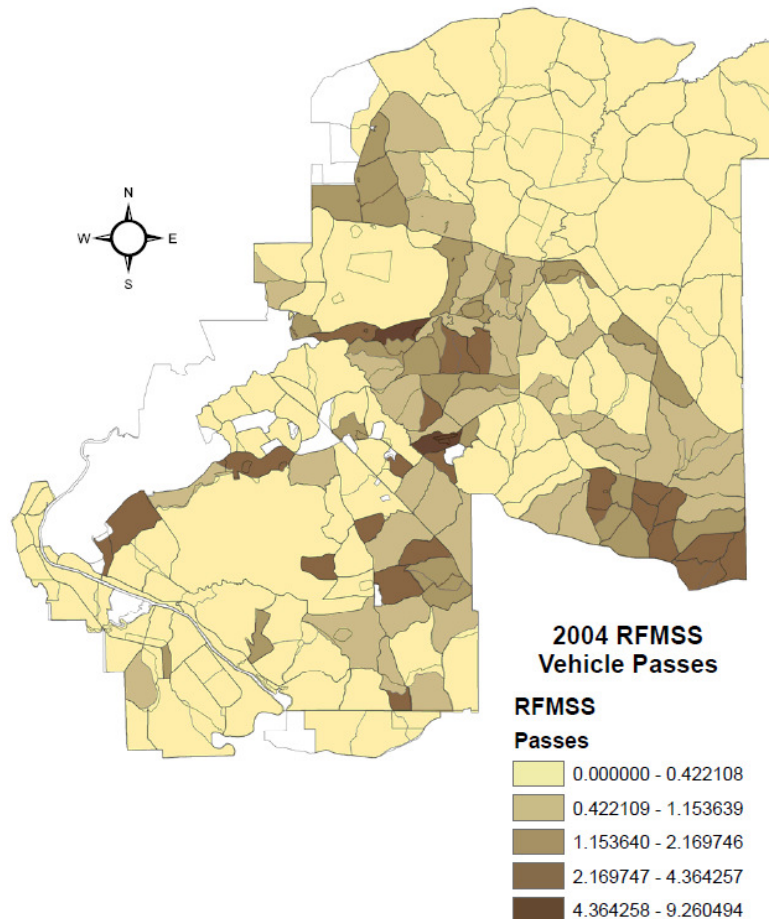 N
W E
S
2004 RFMSS
Vehicle Passes
RFMSS
Passes
0.000000 - 0.422108
0.422109 - 1.153639
1.153640 - 2.169746
2.169747 - 4.364257
4.364258 - 9.260494